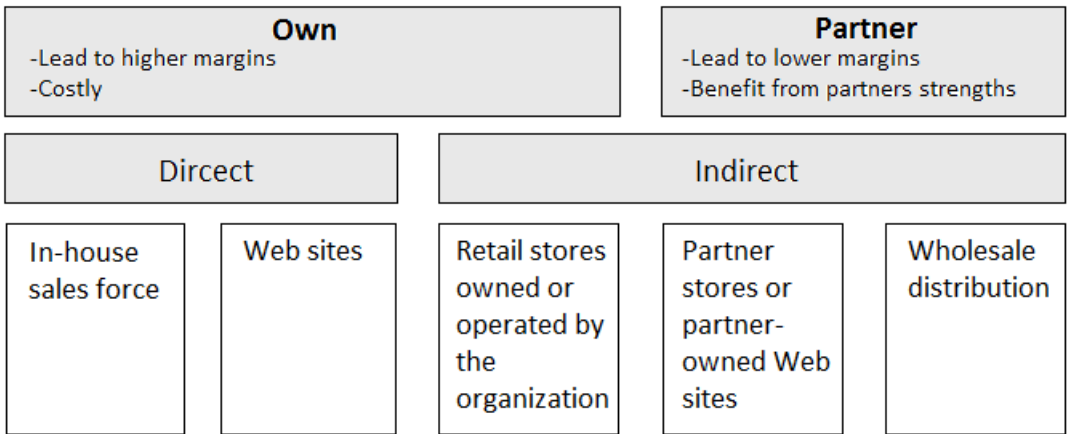 Own
-Lead to higher margins
-Costly
Partner
-Lead to lower margins
-Benefit from partners strengths
Dircect
Indirect
In-house
sales force
Web sites
Retail stores
owned or
operated by
the
organization
Partner
stores or
partner-
owned Web
sites
Wholesale
distribution